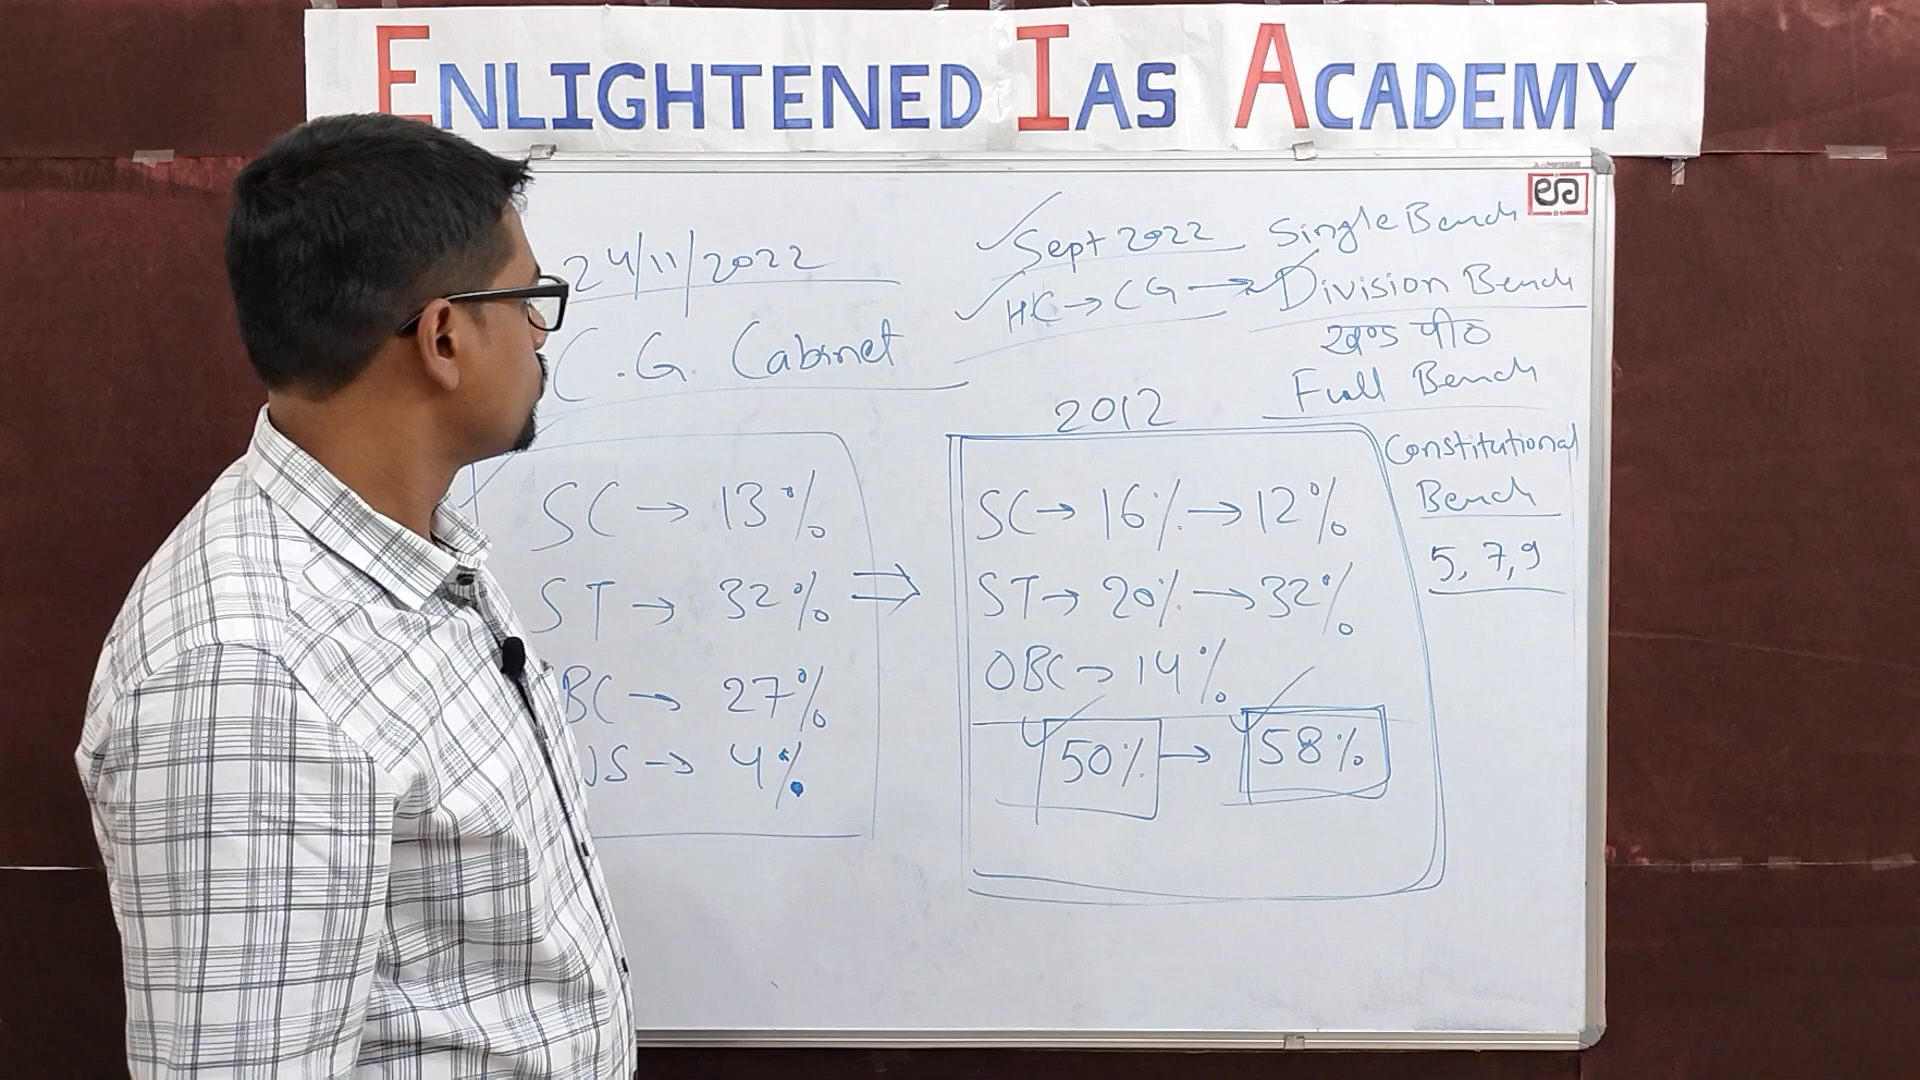 ENLIGHTENED IAS ACADEMY
24/11/2022
C.G. Cabinet
SC → 13%
ST → 32%
BC → 27%
→ 4%
Sept 2022
HC → CG →
Single Bench
Division Bench
खण्ड पीठ
Full Bench
Constitutional
Bench
5, 7, 9
2012
SC → 16% → 12%
ST → 20% → 32%
OBC → 14%
50% → 58%